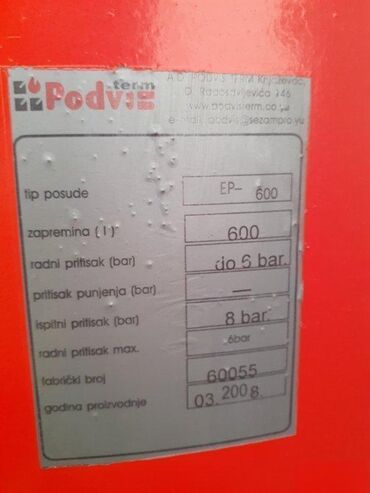 term
Podvis
A.D. PODVIS TERM Knjaževac,
D. Radosavljevića 146
www.podvisterm.co.yu
e-mail: podvis@sezampro.yu
tip posude EP- 600
zapremina ( l ) 600
radni pritisak (bar) do 6 bar.
pritisak punjenja (bar) —
ispitni pritisak (bar) 8 bar.
radni pritisak max. 6bar
fabrički broj 60055
godina proizvodnje 03.2008.